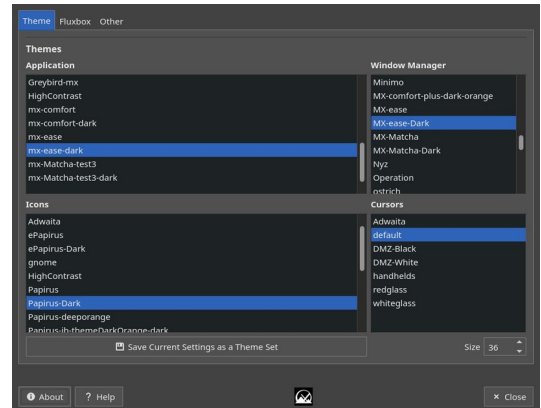 Theme Fluxbox Other
Themes
Application
Greybird-mx
HighContrast
mx-comfort
mx-comfort-dark
mx-ease
mx-ease-dark
mx-Matcha-test3
mx-Matcha-test3-dark
Window Manager
Minimo
MX-comfort-plus-dark-orange
MX-ease
MX-ease-Dark
MX-Matcha
MX-Matcha-Dark
Nyz
Operation
ostrich
Icons
Adwaita
ePapirus
ePapirus-Dark
gnome
HighContrast
Papirus
Papirus-Dark
Papirus-deeporange
Papirus-jb-themeDarkOrange-dark
Cursors
Adwaita
default
DMZ-Black
DMZ-White
handhelds
redglass
whiteglass
Save Current Settings as a Theme Set
Size 36
About ? Help
Close